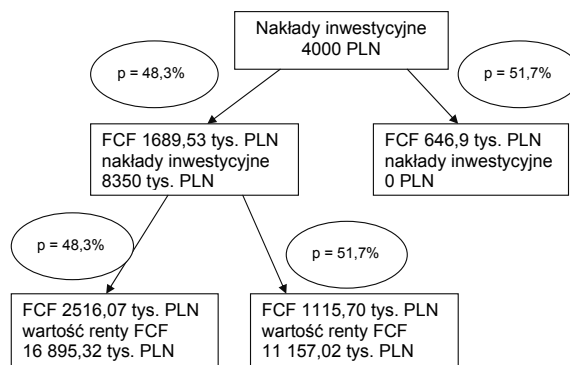 Nakłady inwestycyjne
4000 PLN
p = 48,3%
p = 51,7%
FCF 1689,53 tys. PLN
nakłady inwestycyjne
8350 tys. PLN
FCF 646,9 tys. PLN
nakłady inwestycyjne
0 PLN
p = 48,3%
p = 51,7%
FCF 2516,07 tys. PLN
wartość renty FCF
16 895,32 tys. PLN
FCF 1115,70 tys. PLN
wartość renty FCF
11 157,02 tys. PLN